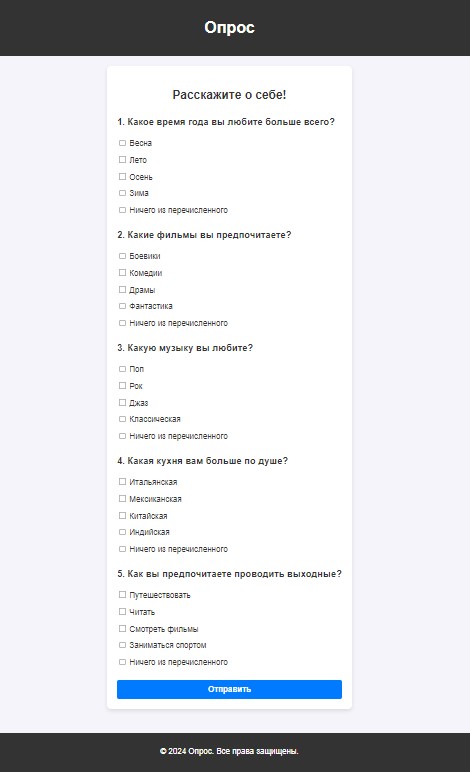 Опрос
Расскажите о себе!
1. Какое время года вы любите больше всего?
Весна
Лето
Осень
Зима
Ничего из перечисленного
2. Какие фильмы вы предпочитаете?
Боевики
Комедии
Драмы
Фантастика
Ничего из перечисленного
3. Какую музыку вы любите?
Поп
Рок
Джаз
Классическая
Ничего из перечисленного
4. Какая кухня вам больше по душе?
Итальянская
Мексиканская
Китайская
Индийская
Ничего из перечисленного
5. Как вы предпочитаете проводить выходные?
Путешествовать
Читать
Смотреть фильмы
Заниматься спортом
Ничего из перечисленного
Отправить
© 2024 Опрос. Все права защищены.